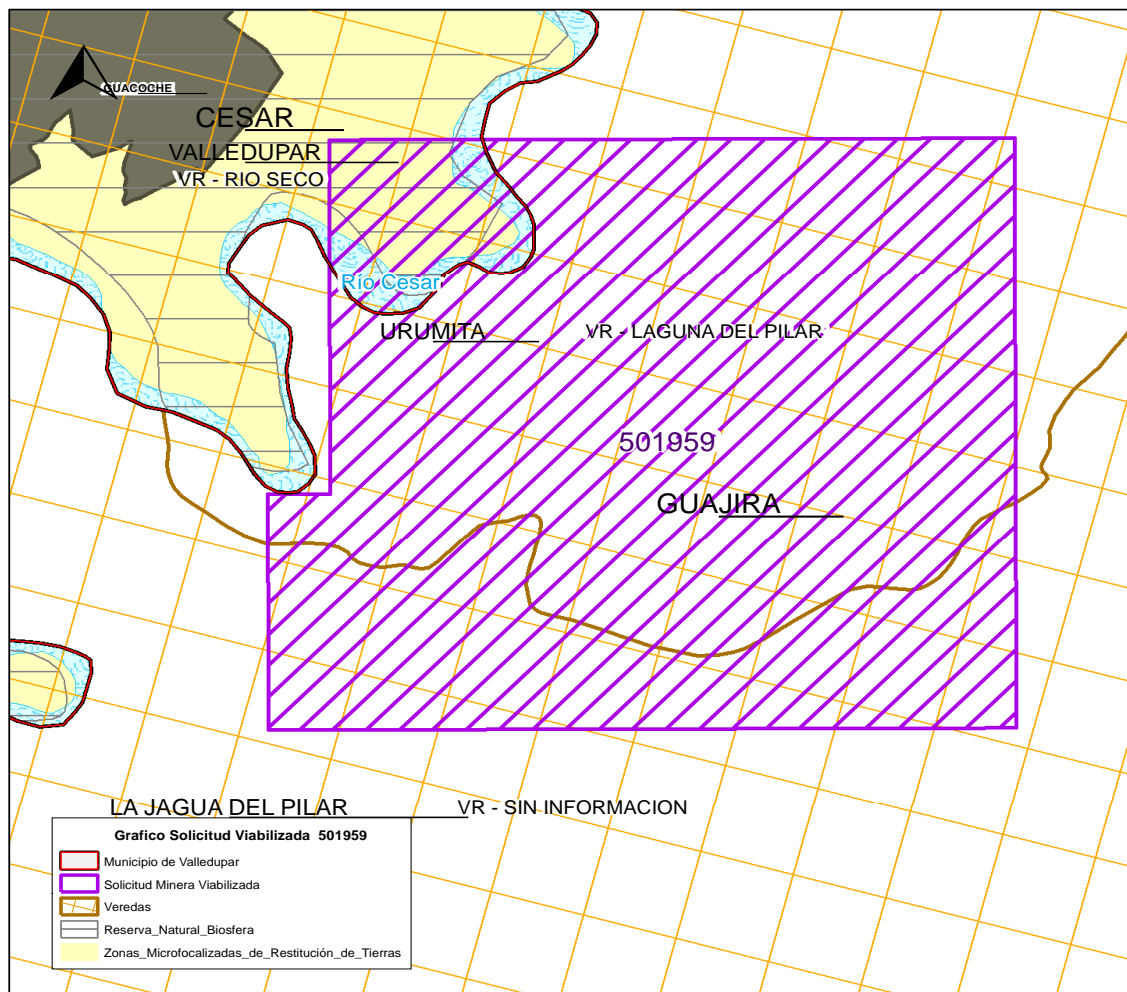 GUACOCHE
CESAR
VALLEDUPAR
VR - RIO SECO
Río Cesar
URUMITA
VR - LAGUNA DEL PILAR
501959
GUAJIRA
LA JAGUA DEL PILAR
VR - SIN INFORMACION
Grafico Solicitud Viabilizada 501959
Municipio de Valledupar
Solicitud Minera Viabilizada
Veredas
Reserva_Natural_Biosfera
Zonas_Microfocalizadas_de_Restitución_de_Tierras